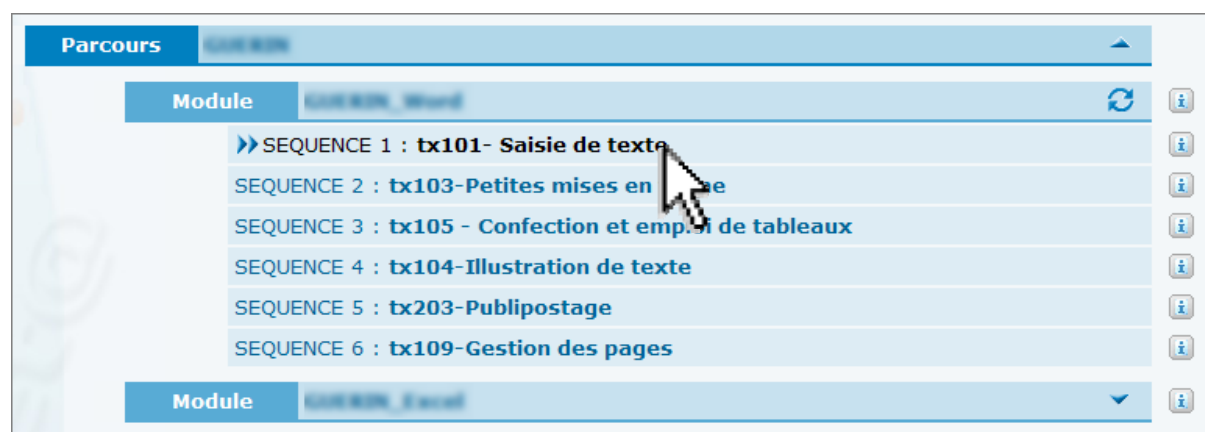 Parcours
Module
SEQUENCE 1 : tx101- Saisie de texte
SEQUENCE 2 : tx103-Petites mises en
SEQUENCE 3 : tx105 - Confection et de tableaux
SEQUENCE 4 : tx104-Illustration de texte
SEQUENCE 5 : tx203-Publipostage
SEQUENCE 6 : tx109-Gestion des pages
Module